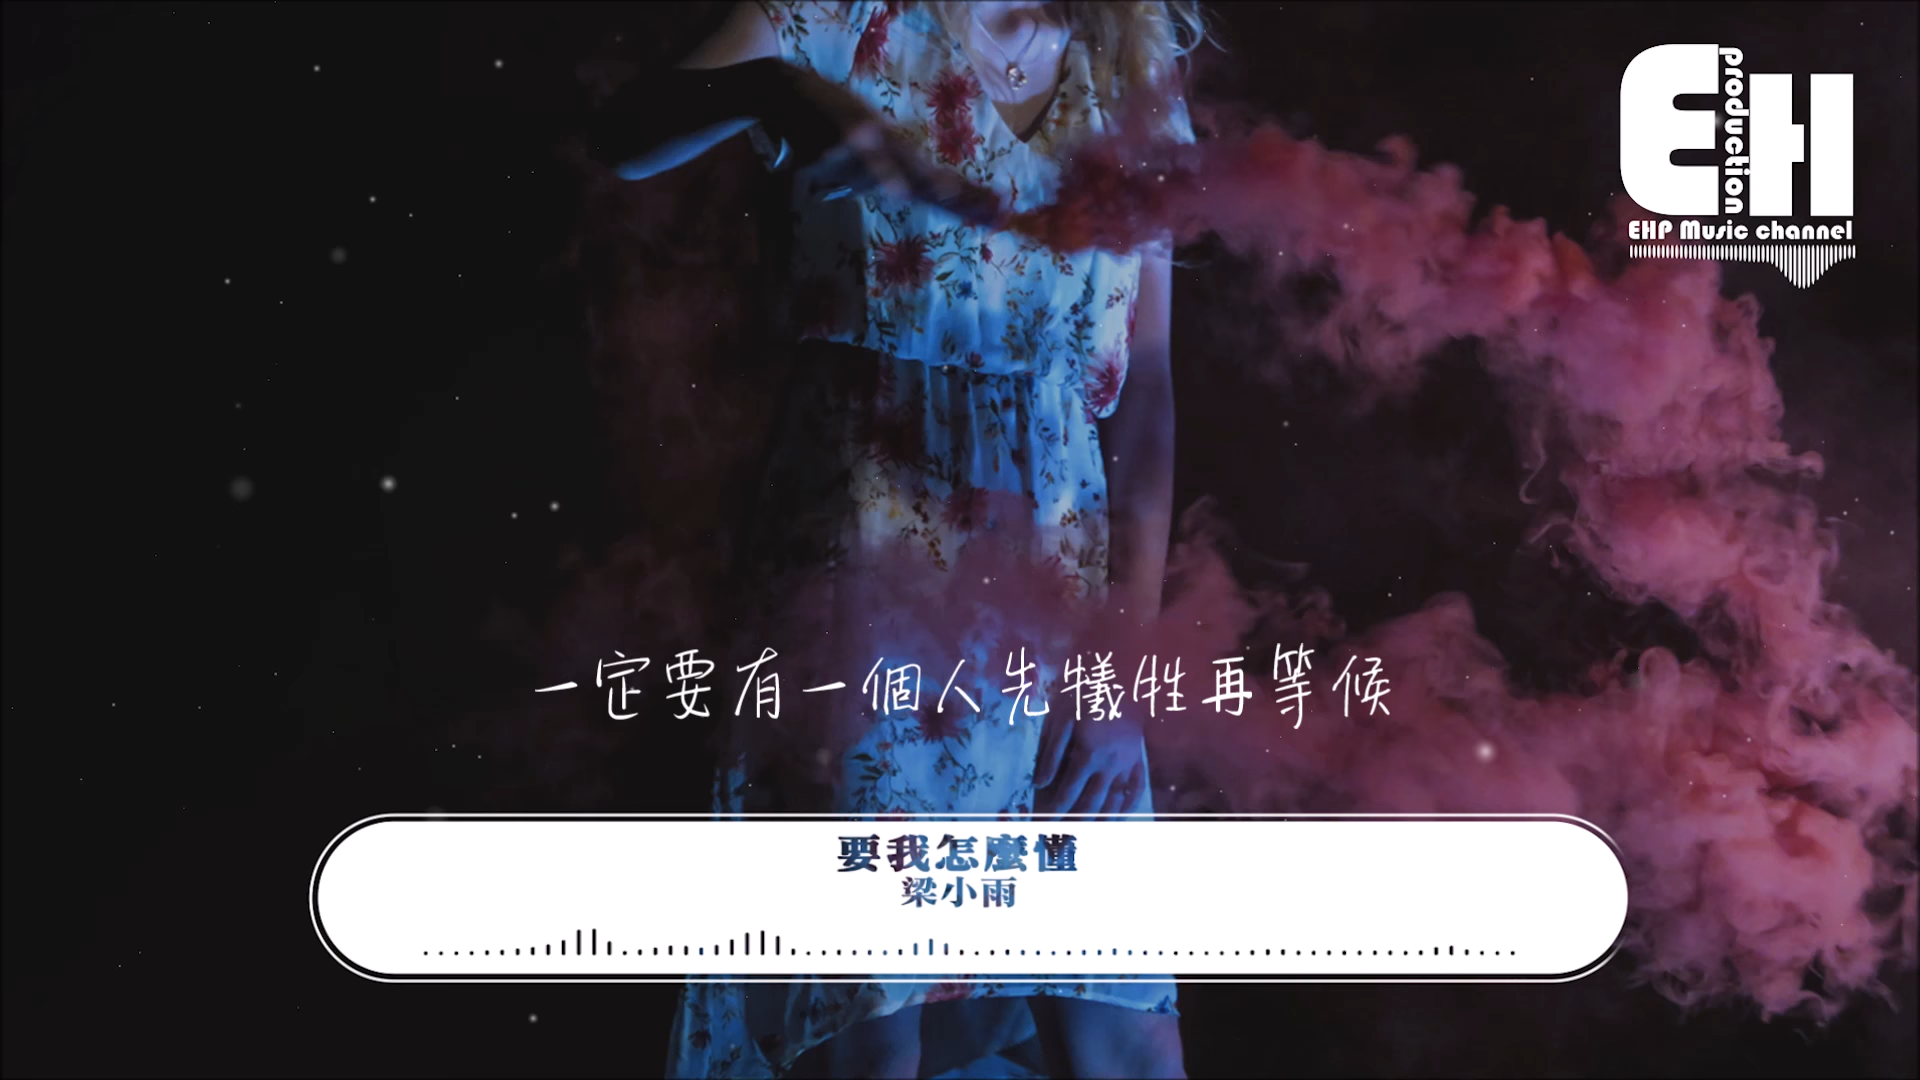 production
EH
EHP Music channel
一定要有一個人先犧牲再等候
要我怎麼懂
梁小雨